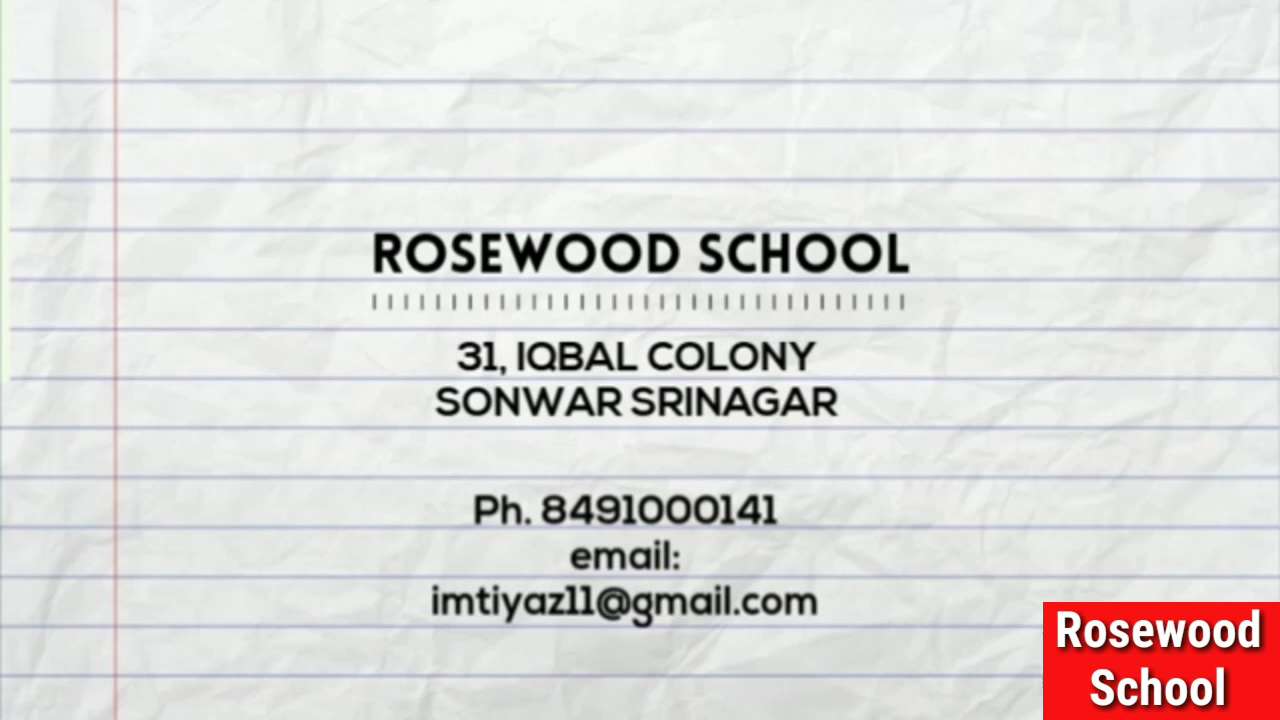 ROSEWOOD SCHOOL
31, IQBAL COLONY
SONWAR SRINAGAR
Ph. 8491000141
email:
imtiyaz11@gmail.com
Rosewood
School